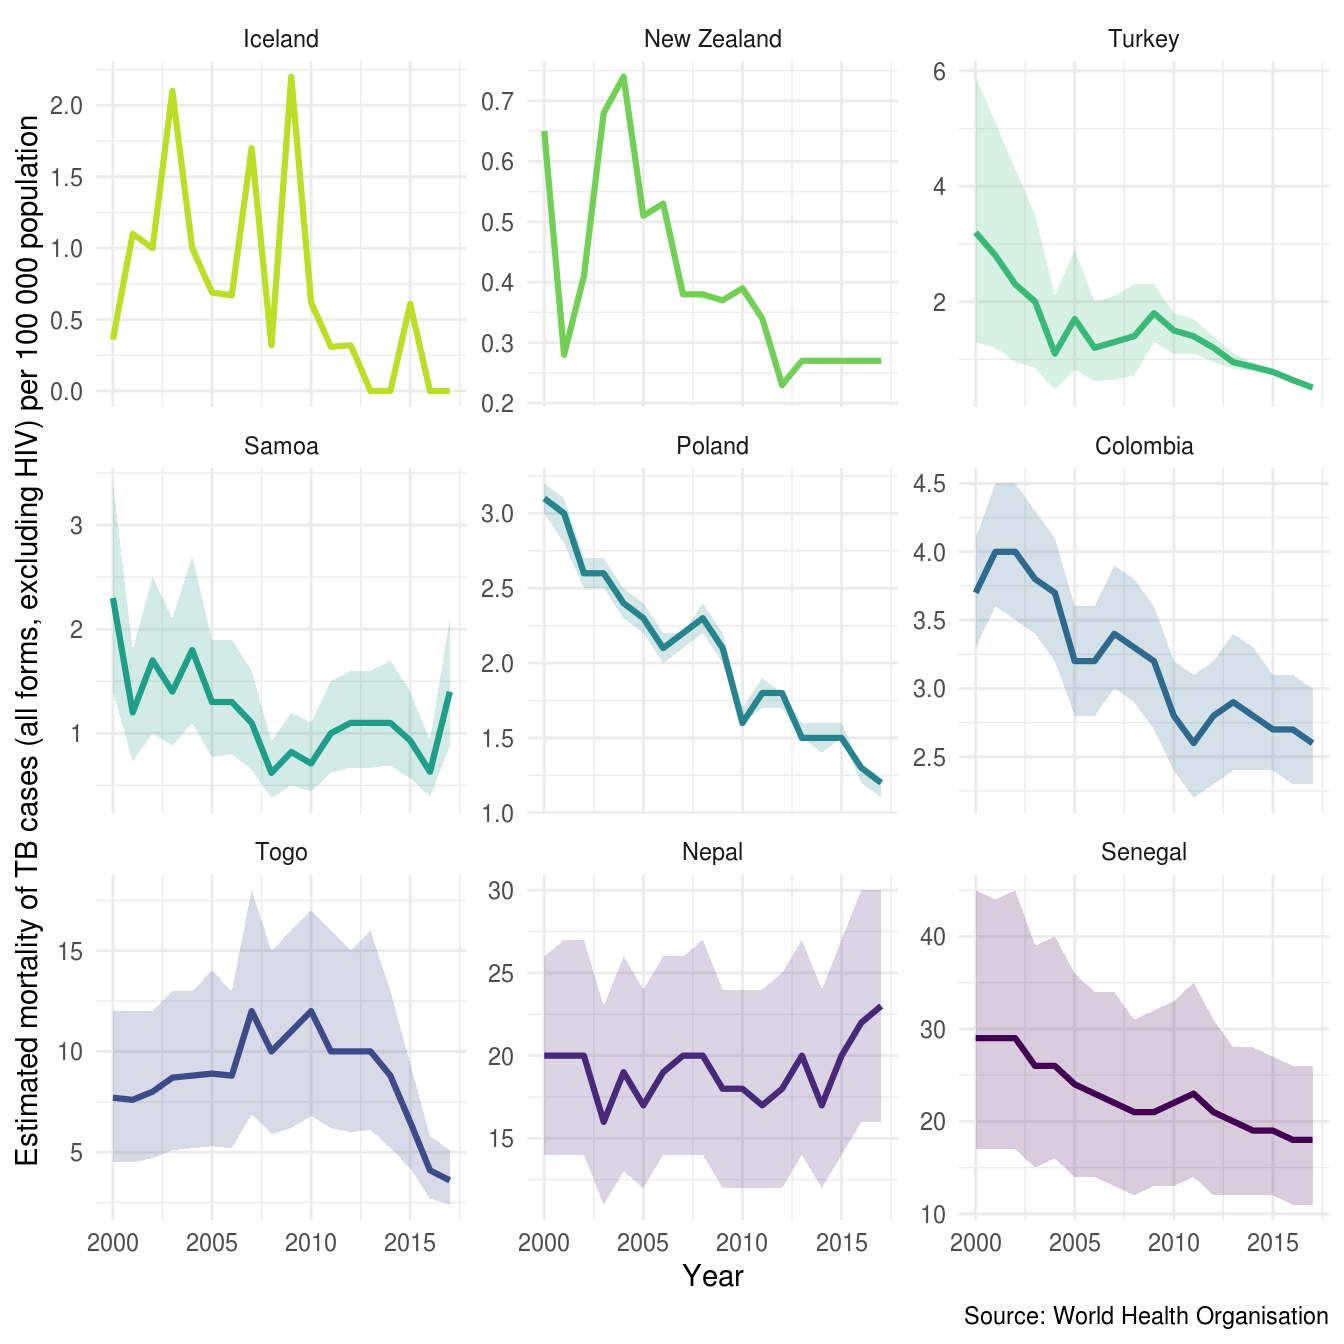 Iceland
New Zealand
Turkey
2.0
1.5
1.0
0.5
0.0
0.7
0.6
0.5
0.4
0.3
0.2
6
4
2
Samoa
Poland
Colombia
3
2
1
3.0
2.5
2.0
1.5
1.0
4.5
4.0
3.5
3.0
2.5
Togo
Nepal
Senegal
15
10
5
30
25
20
15
40
30
20
10
2000 2005 2010 2015
2000 2005 2010 2015
2000 2005 2010 2015
Estimated mortality of TB cases (all forms, excluding HIV) per 100 000 population
Year
Source: World Health Organisation